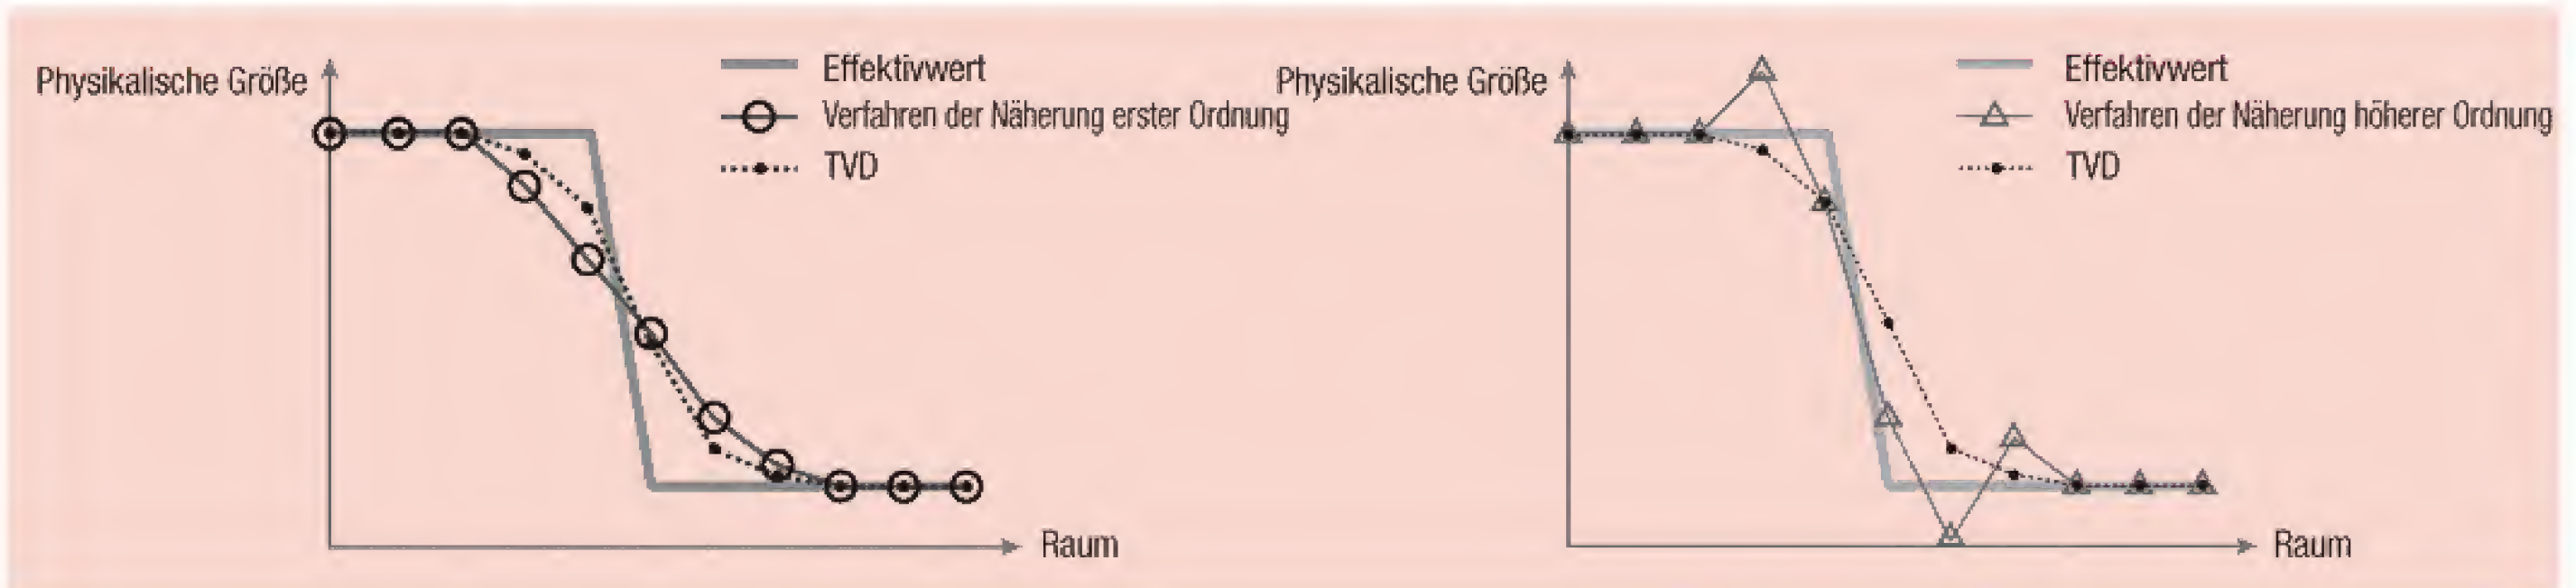 Physikalische Größe
Effektivwert
Verfahren der Näherung erster Ordnung
TVD
Raum
Physikalische Größe
Effektivwert
Verfahren der Näherung höherer Ordnung
TVD
Raum